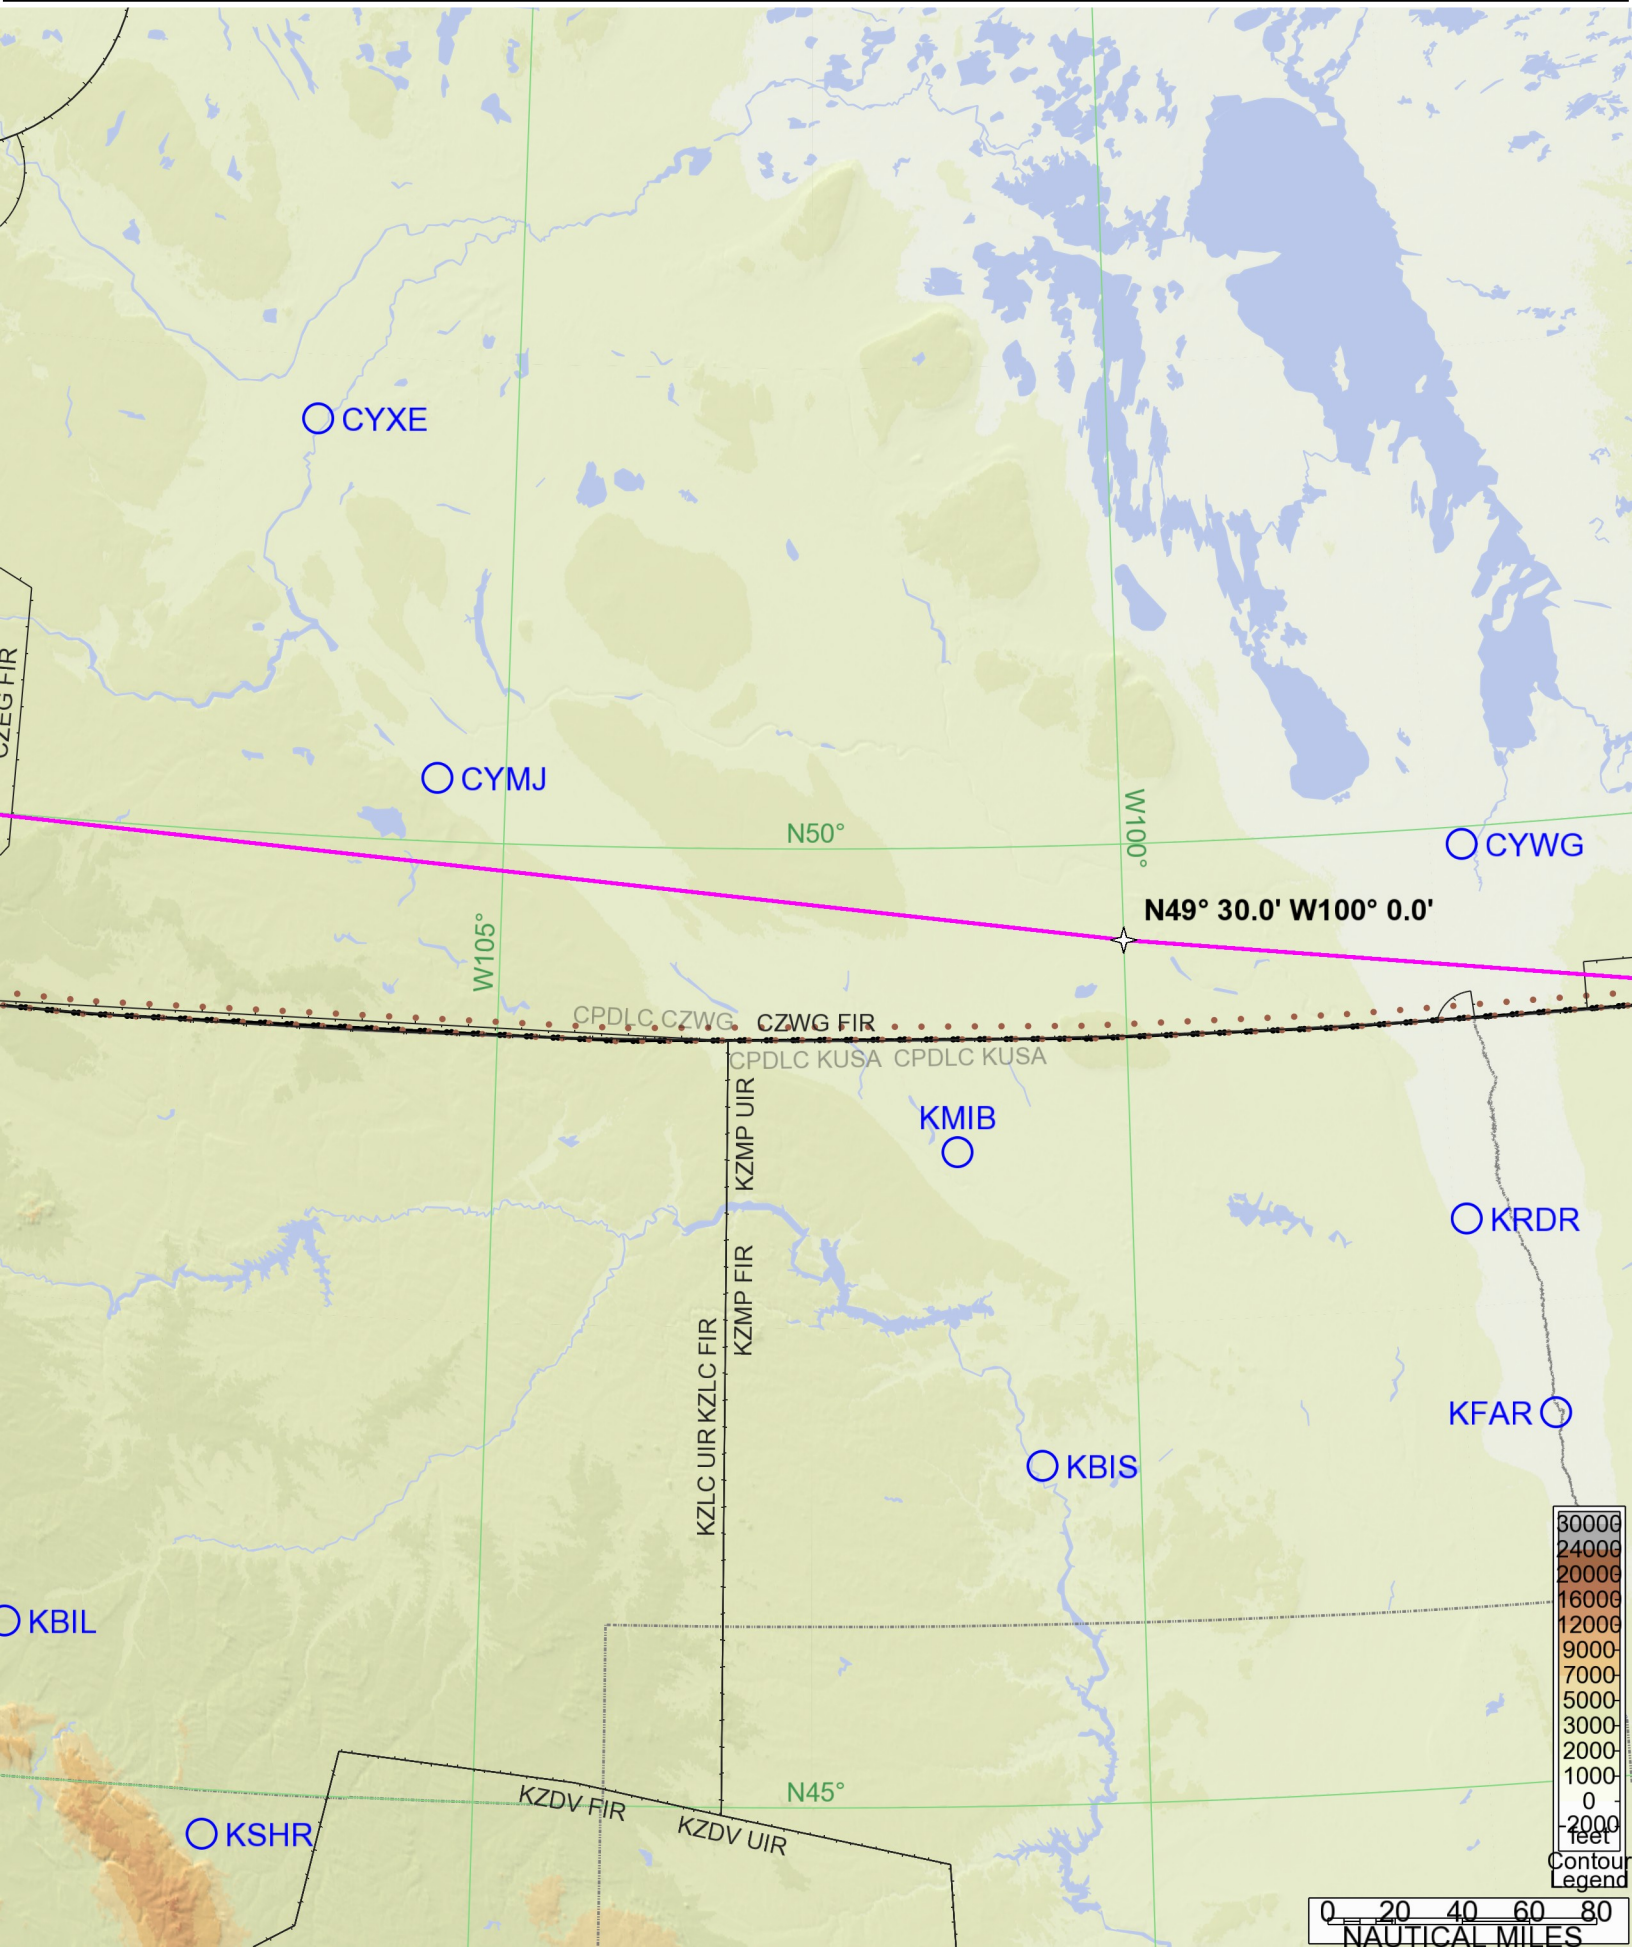 CYXE
CZEG FIR
CYMJ
N50°
W100°
CYWG
N49° 30.0' W100° 0.0'
W105°
CPDLC CZWG
CZWG FIR
CPDLC KUSA
CPDLC KUSA
KZMP UIR
KMIB
KRDR
KZMP FIR
KZLC UIR KZLC FIR
KFAR
KBIS
KBIL
N45°
KZDV FIR
KZDV UIR
KSHR
30000
24000
20000
16000
12000
9000
7000
5000
3000
2000
1000
0
-2000
feet
Contour
Legend
0 20 40 60 80
NAUTICAL MILES